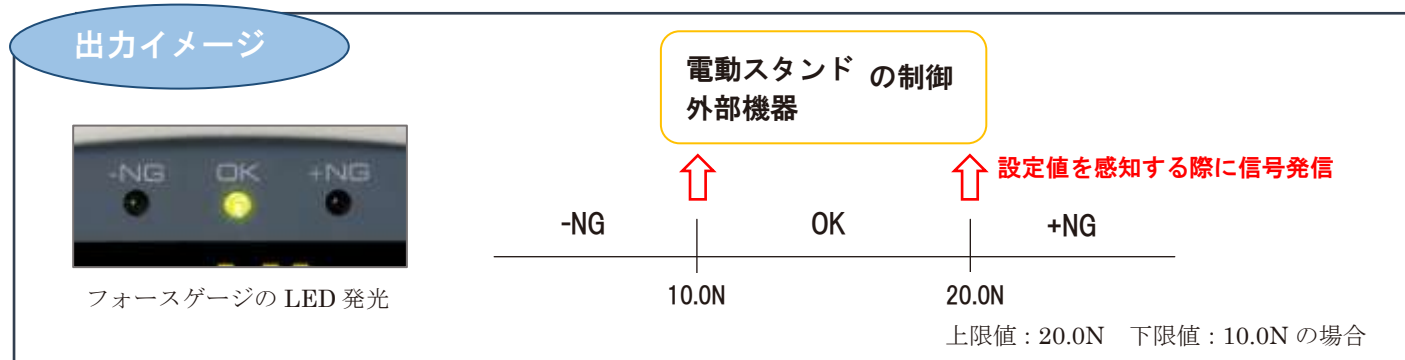 出力イメージ
電動スタンド の制御
外部機器
設定値を感知する際に信号発信
-NG OK +NG
-NG OK +NG
10.0N 20.0N
フォースゲージの LED 発光
上限値 : 20.0N 下限値 : 10.0N の場合